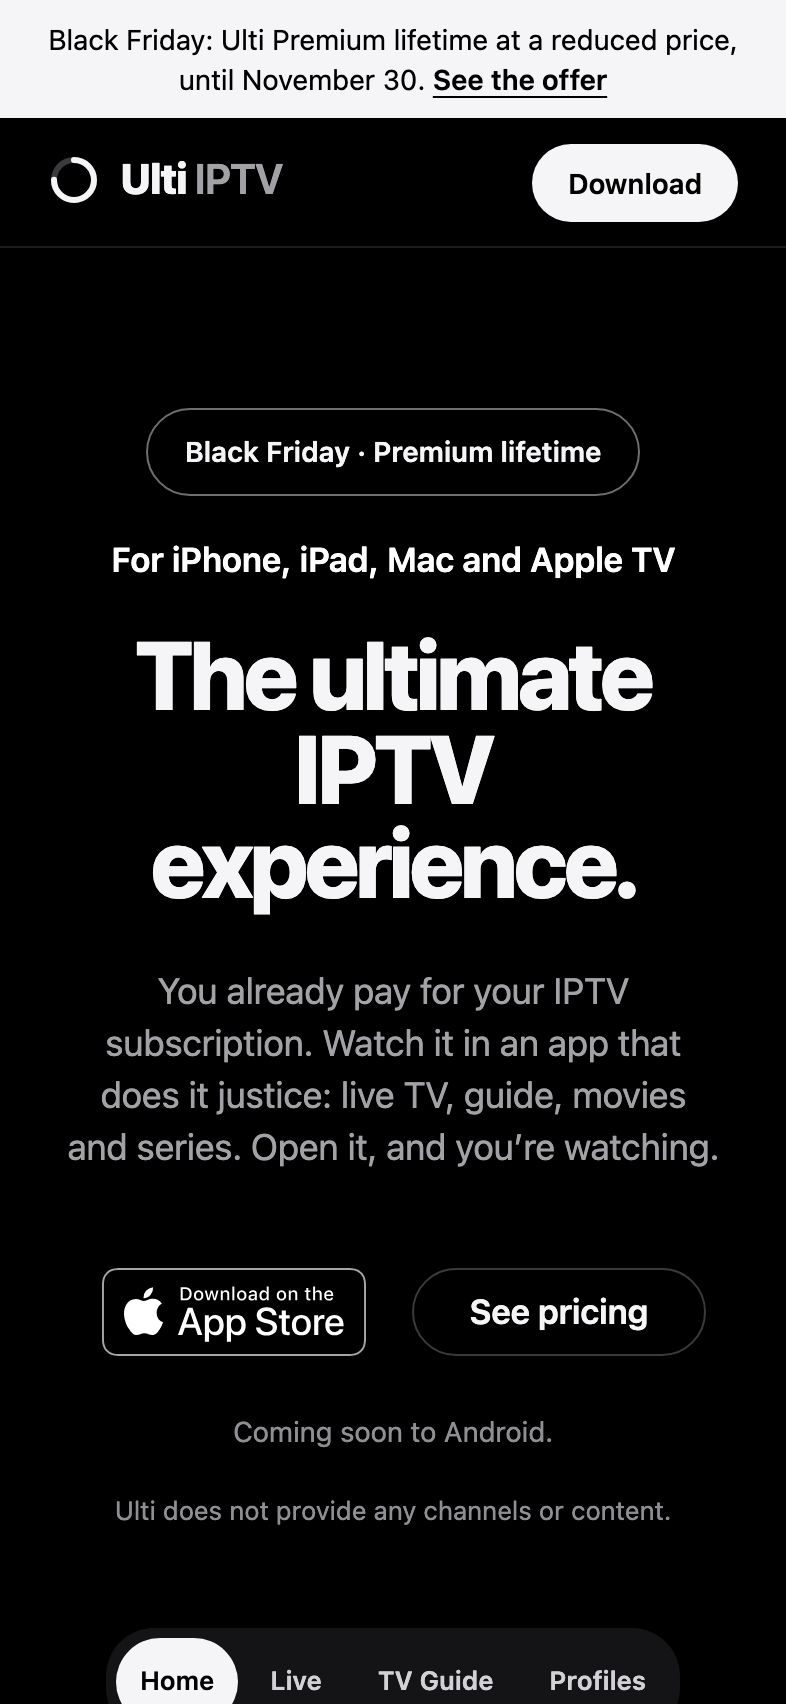 Black Friday: Ulti Premium lifetime at a reduced price,
until November 30. See the offer
Ulti IPTV
Download
Black Friday · Premium lifetime
For iPhone, iPad, Mac and Apple TV
The ultimate
IPTV
experience.
You already pay for your IPTV
subscription. Watch it in an app that
does it justice: live TV, guide, movies
and series. Open it, and you’re watching.
Download on the
App Store
See pricing
Coming soon to Android.
Ulti does not provide any channels or content.
Home Live TV Guide Profiles